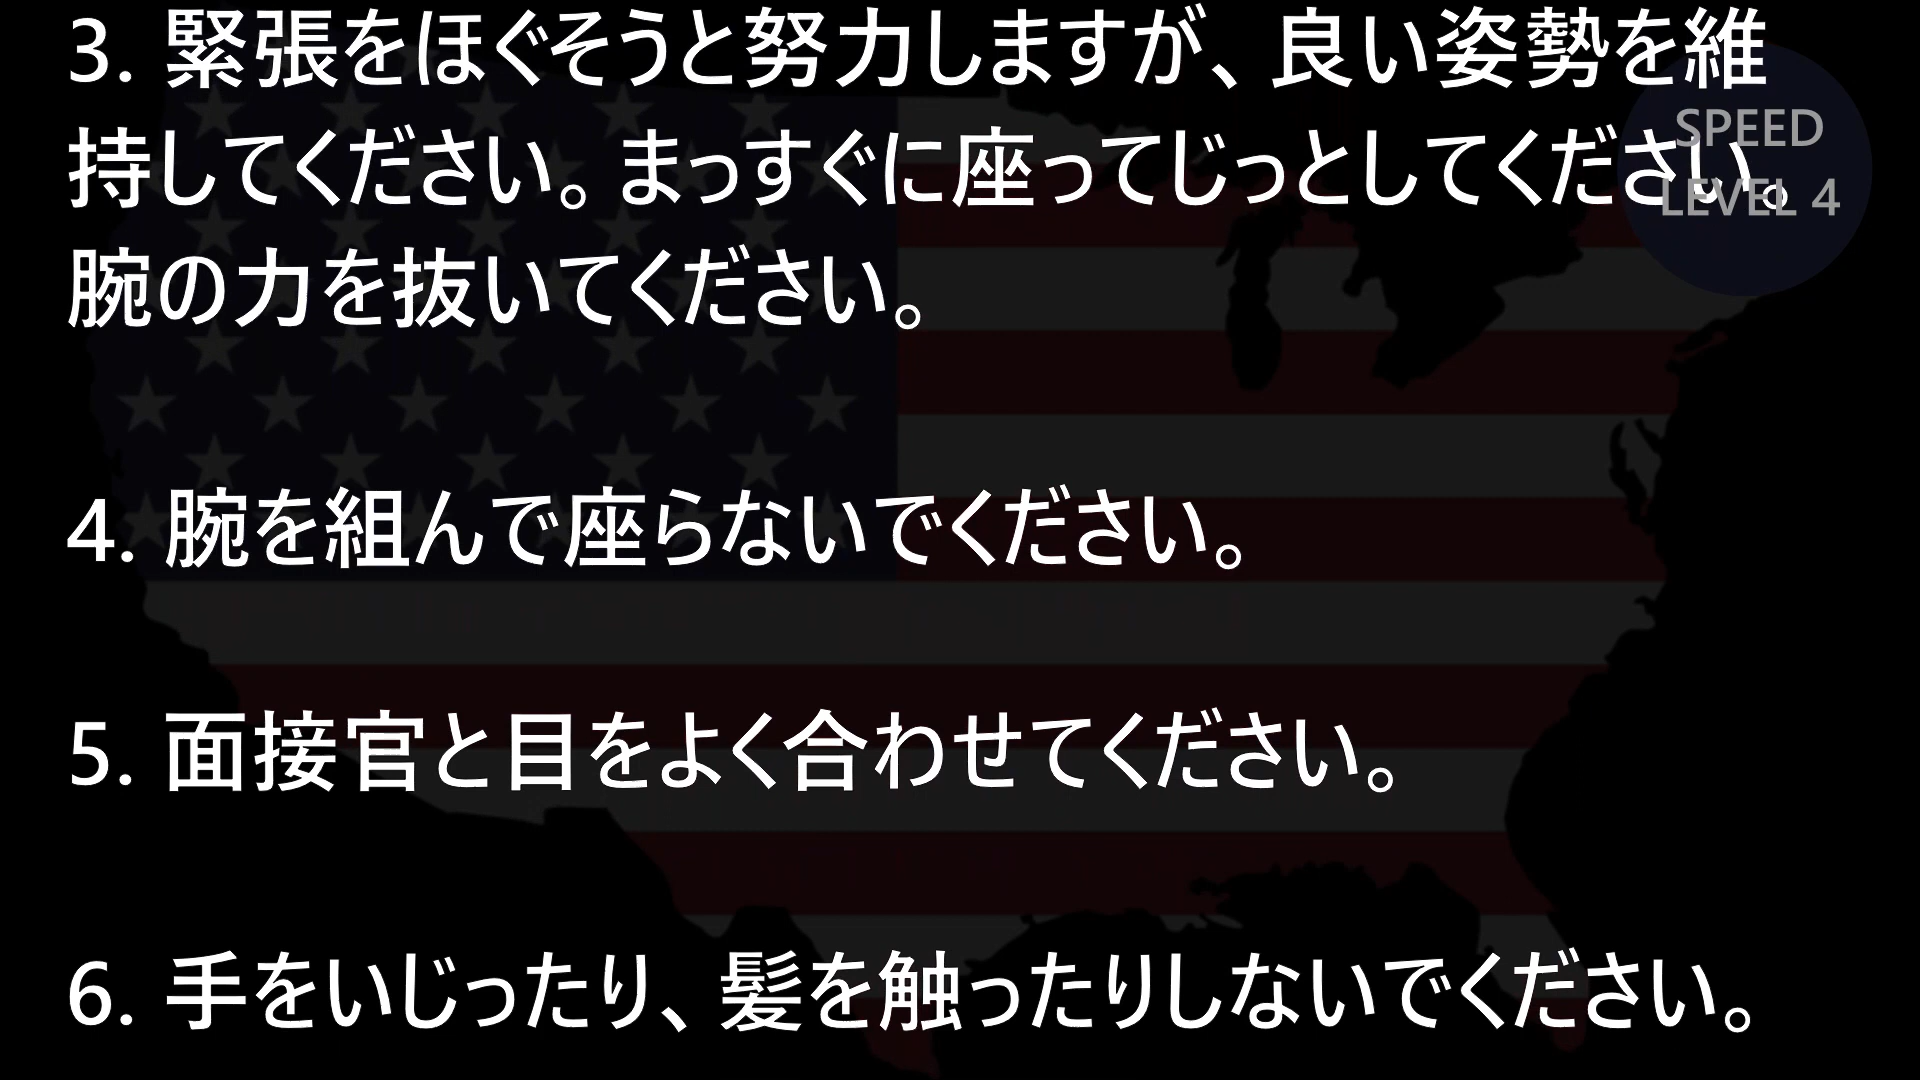 3. 緊張をほぐそうと努力しますが、良い姿勢を維
持してください。まっすぐに座ってじっとしてください。
腕の力を抜いてください。
4. 腕を組んで座らないでください。
5. 面接官と目をよく合わせてください。
6. 手をいじったり、髪を触ったりしないでください。
SPEED
LEVEL 4